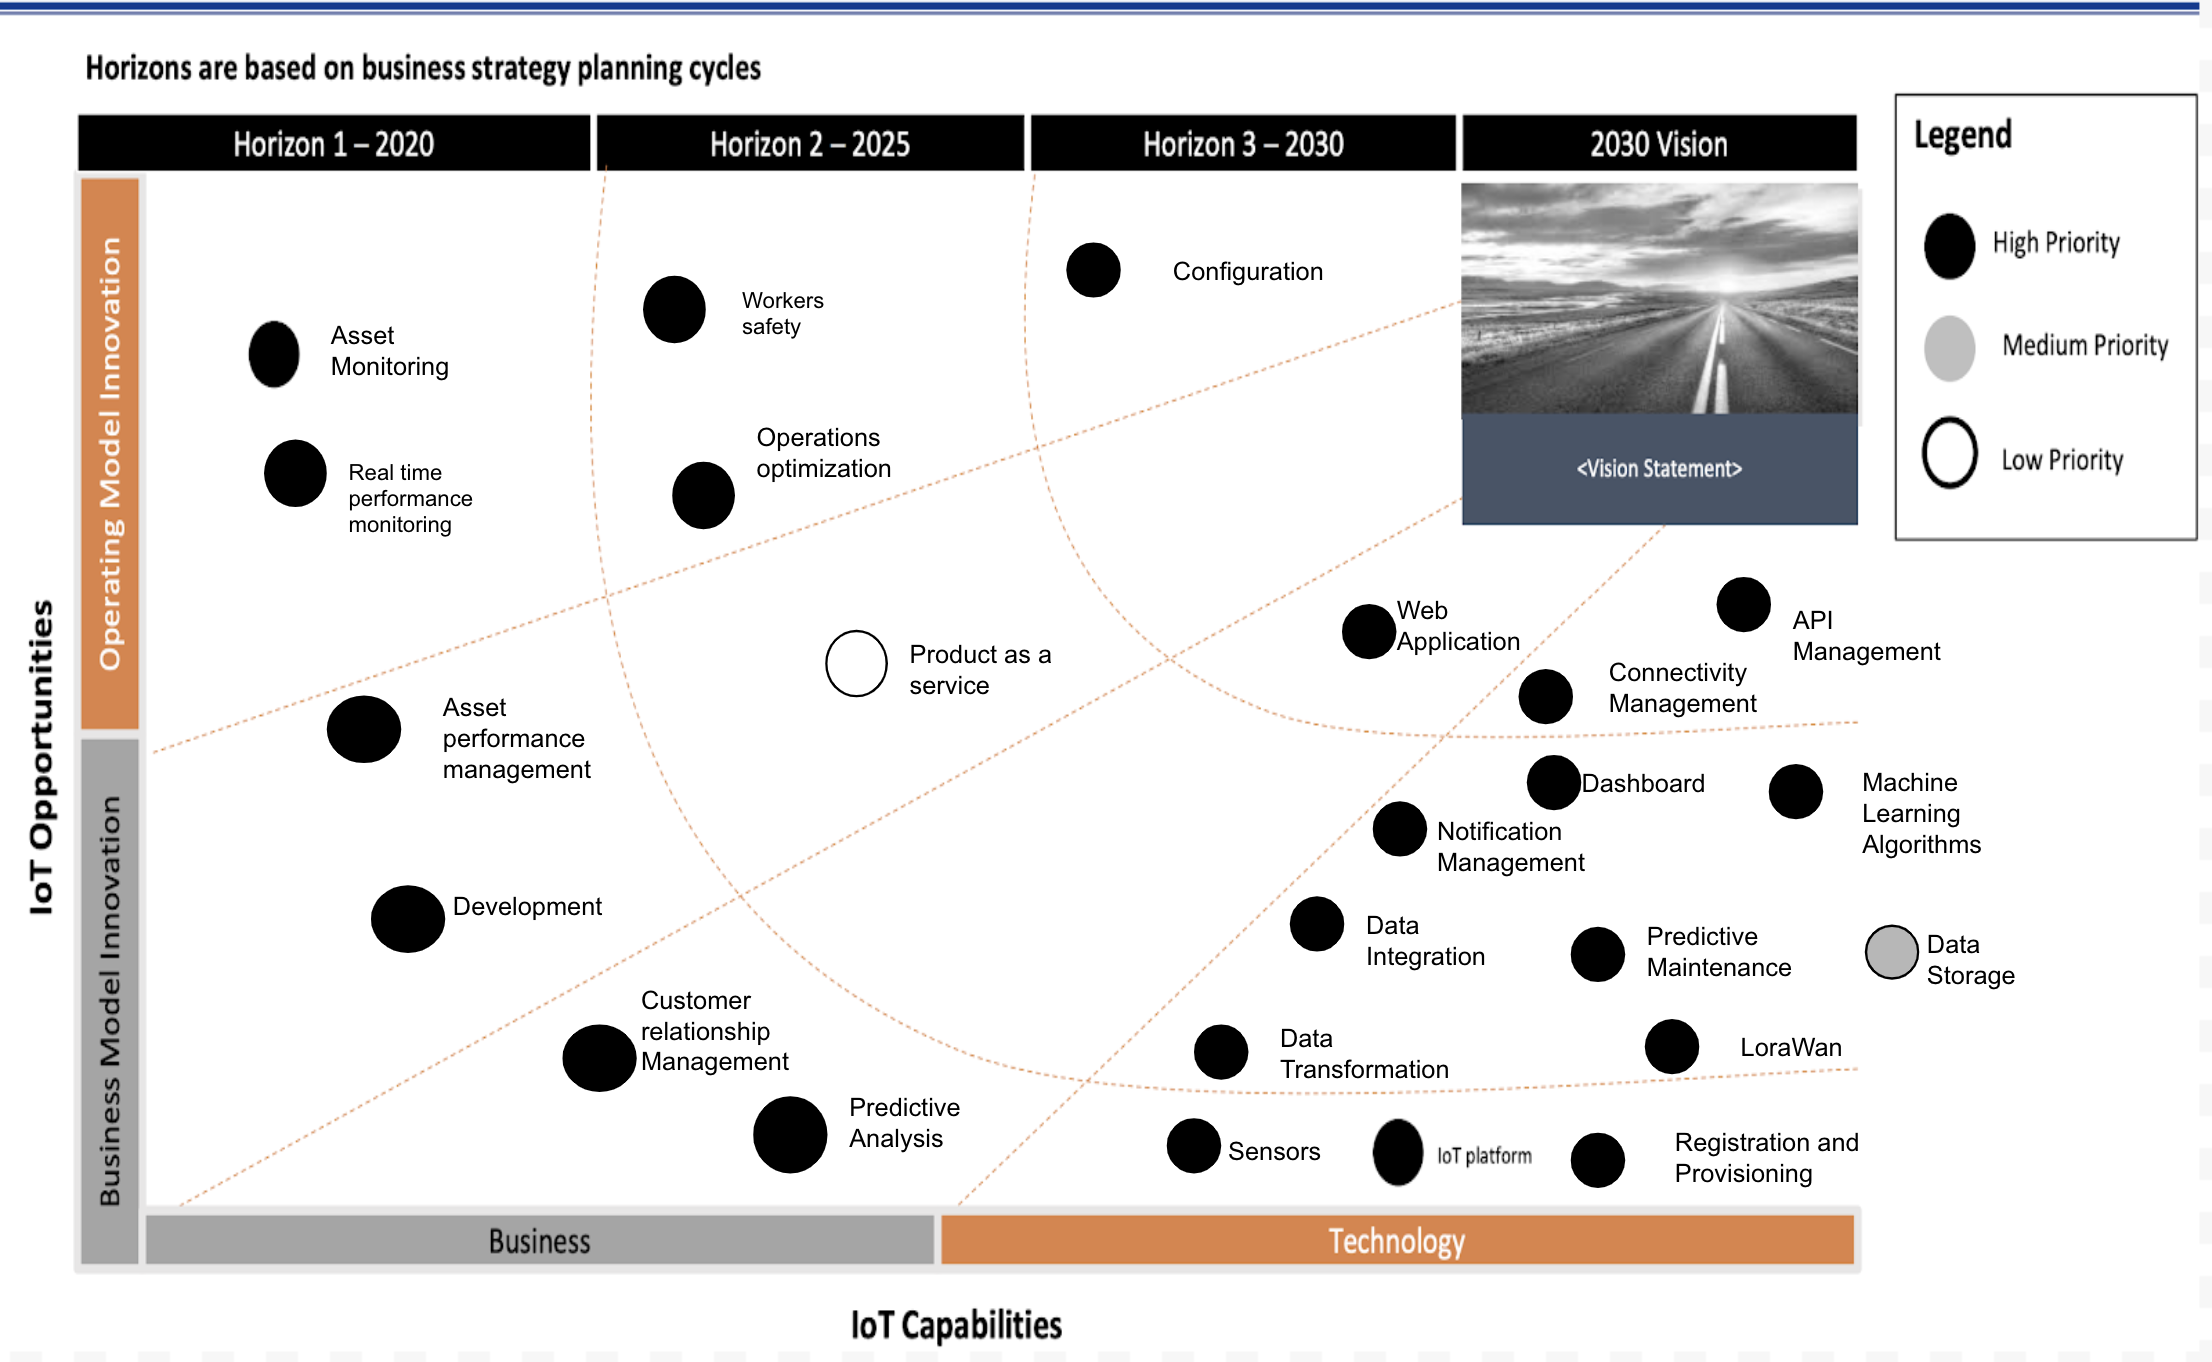 Horizons are based on business strategy planning cycles
Horizon 1 – 2020
Horizon 2 – 2025
Horizon 3 – 2030
2030 Vision
Legend
High Priority
Medium Priority
Low Priority
IoT Opportunities
Operating Model Innovation
Business Model Innovation
Asset
Monitoring
Real time
performance
monitoring
Workers
safety
Operations
optimization
Configuration
<Vision Statement>
Asset
performance
management
Development
Product as a
service
Customer
relationship
Management
Predictive
Analysis
Web
Application
API
Management
Connectivity
Management
Dashboard
Machine
Learning
Algorithms
Notification
Management
Data
Integration
Predictive
Maintenance
Data
Storage
Data
Transformation
LoraWan
Sensors
IoT platform
Registration and
Provisioning
Business
Technology
IoT Capabilities